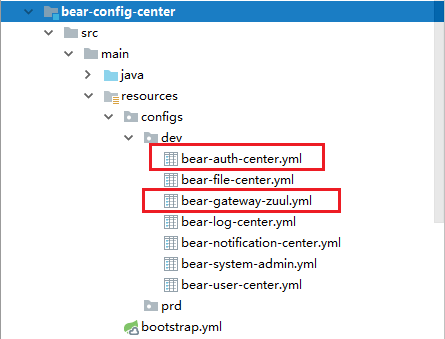 bear-config-center
src
main
java
resources
configs
dev
bear-auth-center.yml
bear-file-center.yml
bear-gateway-zuul.yml
bear-log-center.yml
bear-notification-center.yml
bear-system-admin.yml
bear-user-center.yml
prd
bootstrap.yml